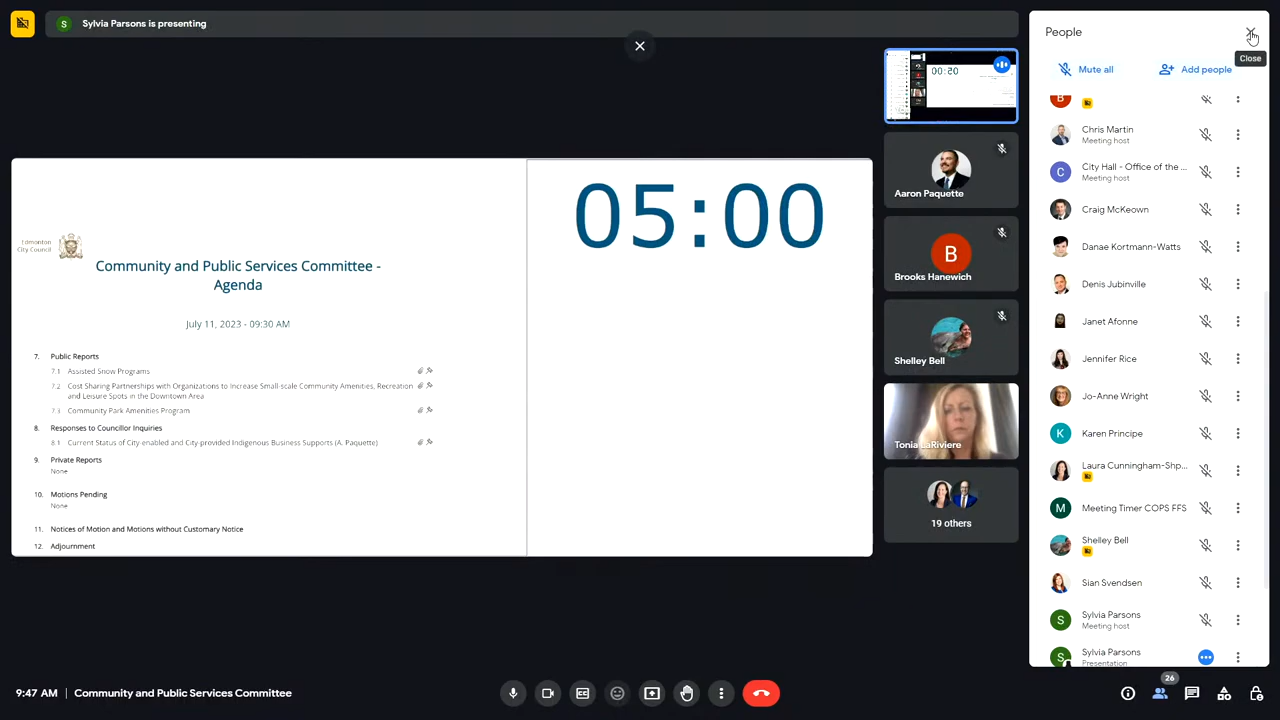 S
Sylvia Parsons is presenting
Edmonton
City Council
Community and Public Services Committee -
Agenda
July 11, 2023 - 09:30 AM
7. Public Reports
7.1 Assisted Snow Programs
7.2 Cost Sharing Partnerships with Organizations to Increase Small-scale Community Amenities, Recreation
and Leisure Spots in the Downtown Area
7.3 Community Park Amenities Program
8. Responses to Councillor Inquiries
8.1 Current Status of City-enabled and City-provided Indigenous Business Supports (A. Paquette)
9. Private Reports
None
10. Motions Pending
None
11. Notices of Motion and Motions without Customary Notice
12. Adjournment
05:00
00:20
Aaron Paquette
B
Brooks Hanewich
Shelley Bell
Tonia LaRiviere
19 others
People
Close
Mute all
Add people
B
Chris Martin
Meeting host
C
City Hall - Office of the ...
Meeting host
Craig McKeown
Danae Kortmann-Watts
Denis Jubinville
Janet Afonne
Jennifer Rice
Jo-Anne Wright
K
Karen Principe
Laura Cunningham-Shp...
M
Meeting Timer COPS FFS
Shelley Bell
Sian Svendsen
S
Sylvia Parsons
Meeting host
S
Sylvia Parsons
Presentation
9:47 AM | Community and Public Services Committee
26